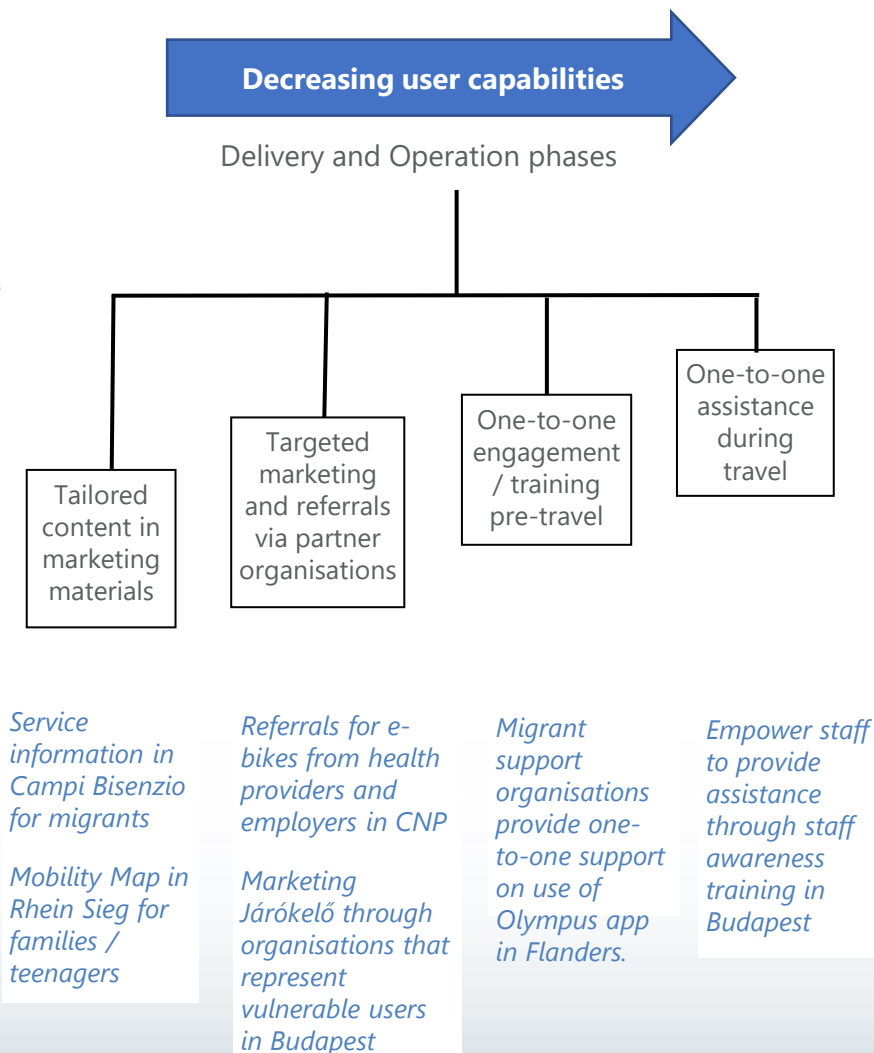 Decreasing user capabilities
Delivery and Operation phases
Tailored
content in
marketing
materials
Targeted
marketing
and referrals
via partner
organisations
One-to-one
engagement
/ training
pre-travel
One-to-one
assistance
during
travel
Service
information in
Campi Bisenzio
for migrants
Mobility Map in
Rhein Sieg for
families /
teenagers
Referrals for e-
bikes from health
providers and
employers in CNP
Marketing
Járókelő through
organisations that
represent
vulnerable users
in Budapest
Migrant
support
organisations
provide one-
to-one support
on use of
Olympus app
in Flanders.
Empower staff
to provide
assistance
through staff
awareness
training in
Budapest